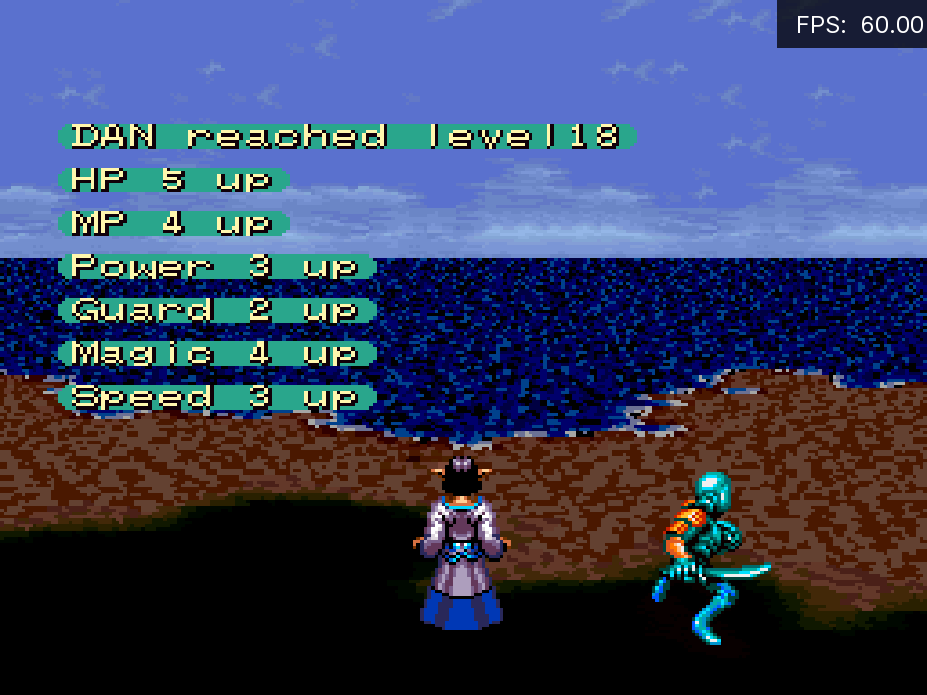 FPS: 60.00
DAN reached level18
HP 5 up
MP 4 up
Power 3 up
Guard 2 up
Magic 4 up
Speed 3 up